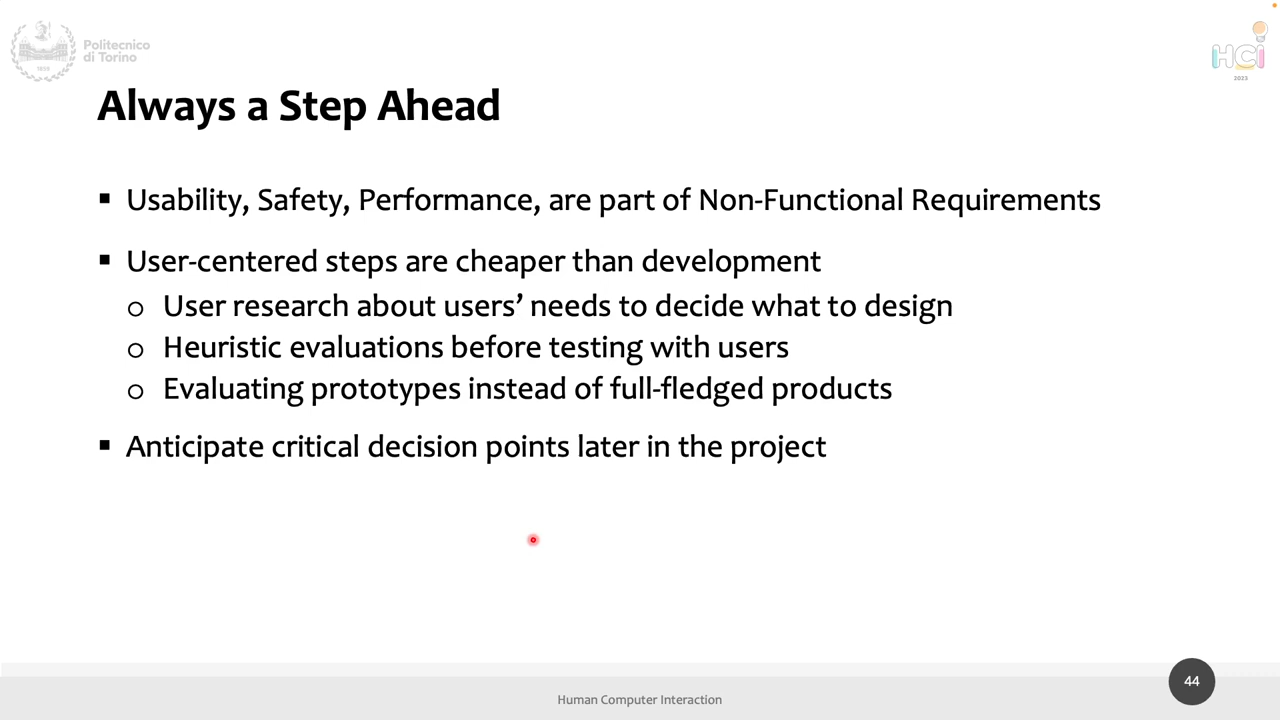 Politecnico
di Torino
1859
HCI
2023
Always a Step Ahead
▪ Usability, Safety, Performance, are part of Non-Functional Requirements
▪ User-centered steps are cheaper than development
o User research about users’ needs to decide what to design
o Heuristic evaluations before testing with users
o Evaluating prototypes instead of full-fledged products
▪ Anticipate critical decision points later in the project
Human Computer Interaction
44